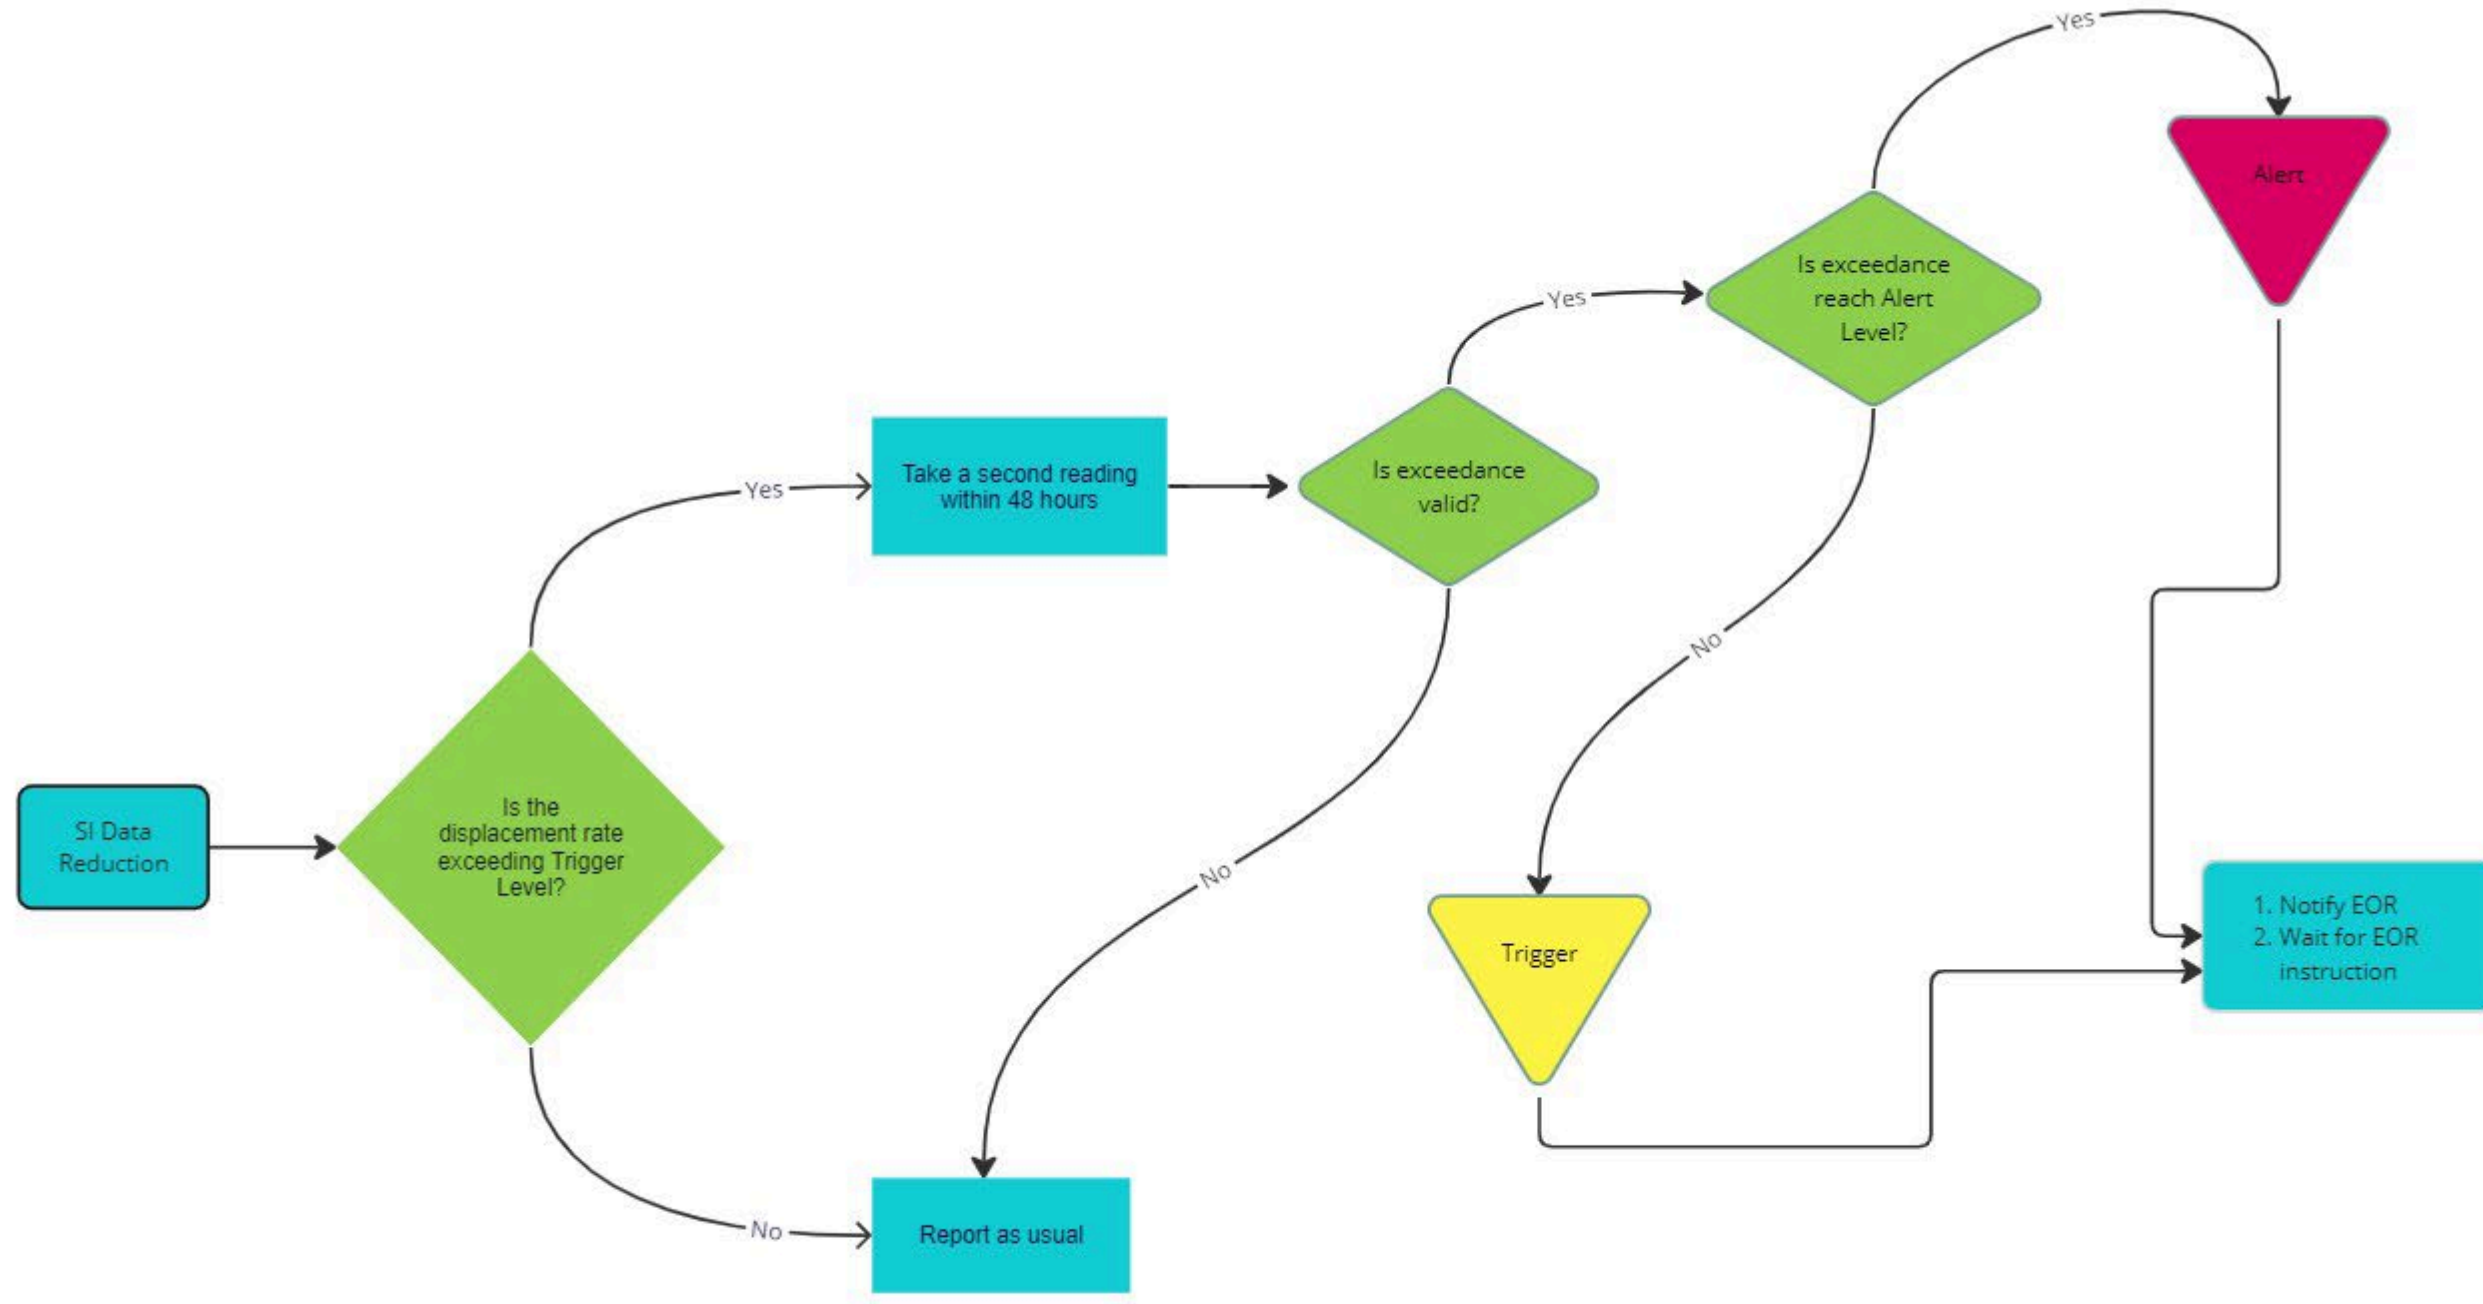 SI Data
Reduction
Is the
displacement rate
exceeding Trigger
Level?
Yes
No
Take a second reading
within 48 hours
Report as usual
Is exceedance
valid?
Yes
No
Is exceedance
reach Alert
Level?
Yes
No
Alert
Trigger
1. Notify EOR
2. Wait for EOR
instruction